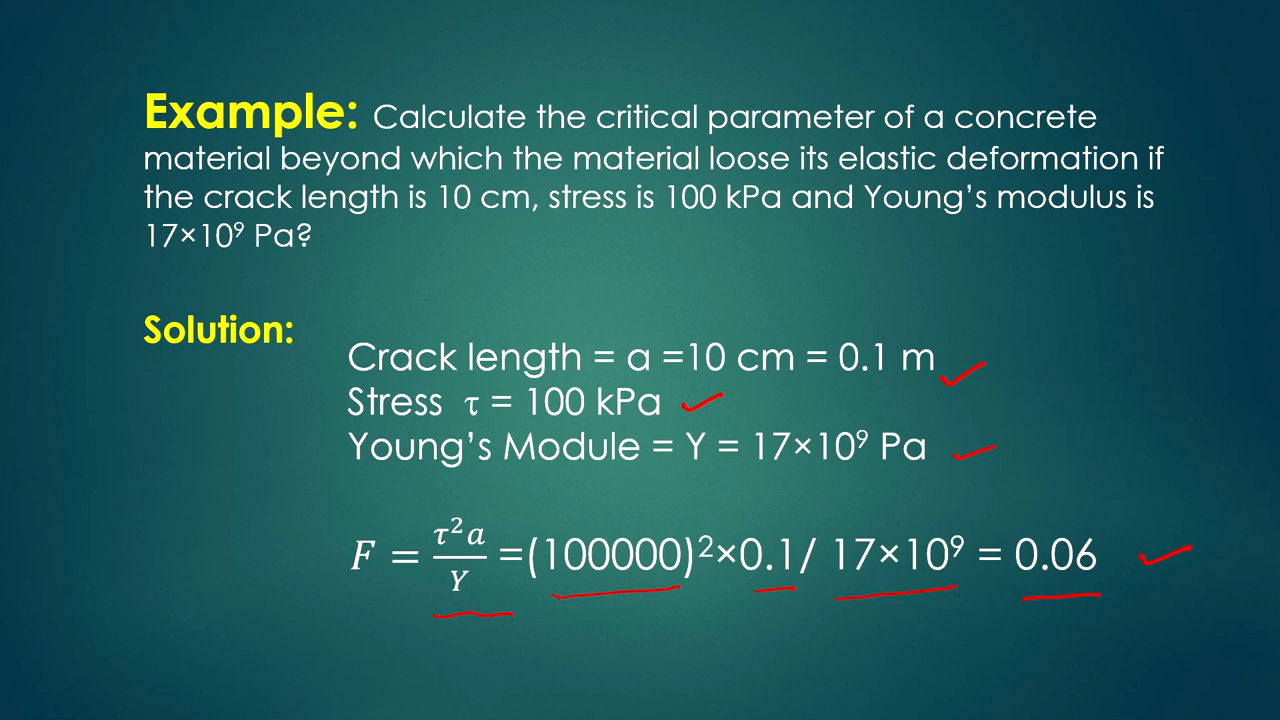 Example: Calculate the critical parameter of a concrete
material beyond which the material loose its elastic deformation if
the crack length is 10 cm, stress is 100 kPa and Young’s modulus is
17×10⁹ Pa?
Solution:
Crack length = a =10 cm = 0.1 m
Stress τ = 100 kPa
Young’s Module = Y = 17×10⁹ Pa
F = τ²a/Y =(100000)²×0.1/ 17×10⁹ = 0.06